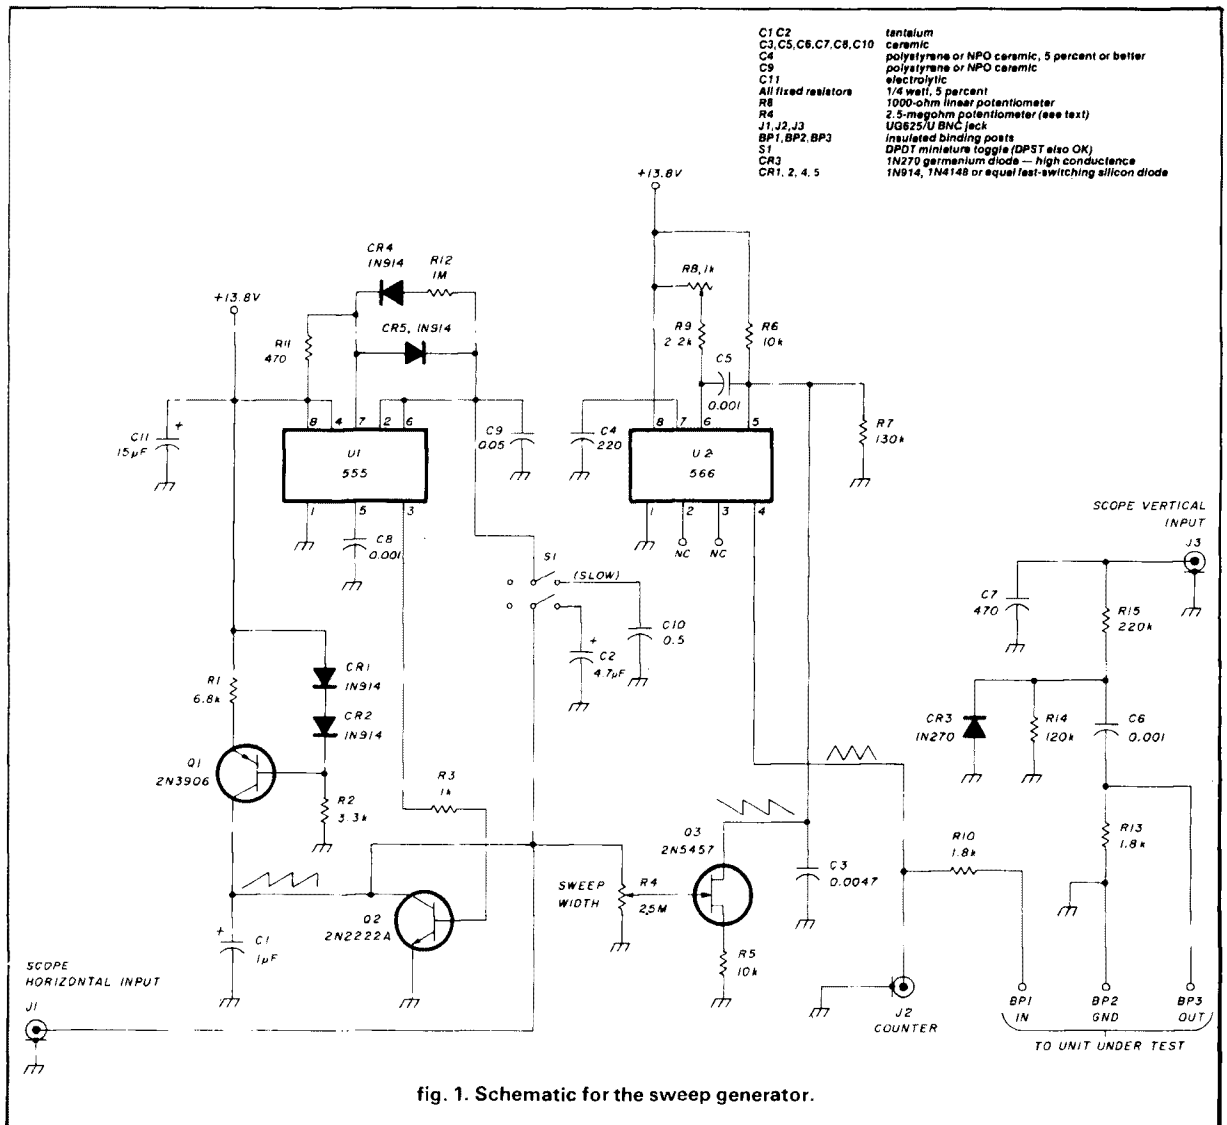 C1 C2 tantalum
C3,C5,C6,C7,C8,C10 ceramic
C4 polystyrene or NPO ceramic, 5 percent or better
C9 polystyrene or NPO ceramic
C11 electrolytic
All fixed resistors 1/4 watt, 5 percent
R8 1000-ohm linear potentiometer
R4 2.5-megohm potentiometer (see text)
J1,J2,J3 UG625/U BNC jack
BP1,BP2,BP3 insulated binding posts
S1 DPDT miniature toggle (DPST also OK)
CR3 1N270 germanium diode — high conductance
CR1, 2, 4, 5 1N914, 1N4148 or equal fast-switching silicon diode
+13.8V
CR4
1N914
R12
1M
R8, 1k
+13.8V
R11
470
CR5, 1N914
R9
2.2k
R6
10k
C5
0.001
C11
15µF
+
8
4
7
2
6
U1
555
1
5
3
C9
0.05
C4
220
8
7
6
5
U2
566
1
2
3
4
R7
130k
C8
0.001
NC
NC
SCOPE VERTICAL
INPUT
J3
S1
(SLOW)
C10
0.5
+
C2
4.7µF
C7
470
R15
220k
R1
6.8k
CR1
1N914
CR2
1N914
CR3
1N270
R14
120k
C6
0.001
Q1
2N3906
R2
3.3k
R3
1k
Q3
2N5457
R10
1.8k
R13
1.8k
C3
0.0047
SWEEP
WIDTH
R4
2.5M
Q2
2N2222A
+
C1
1µF
R5
10k
SCOPE
HORIZONTAL INPUT
J1
J2
COUNTER
BP1
IN
BP2
GND
BP3
OUT
TO UNIT UNDER TEST
fig. 1. Schematic for the sweep generator.